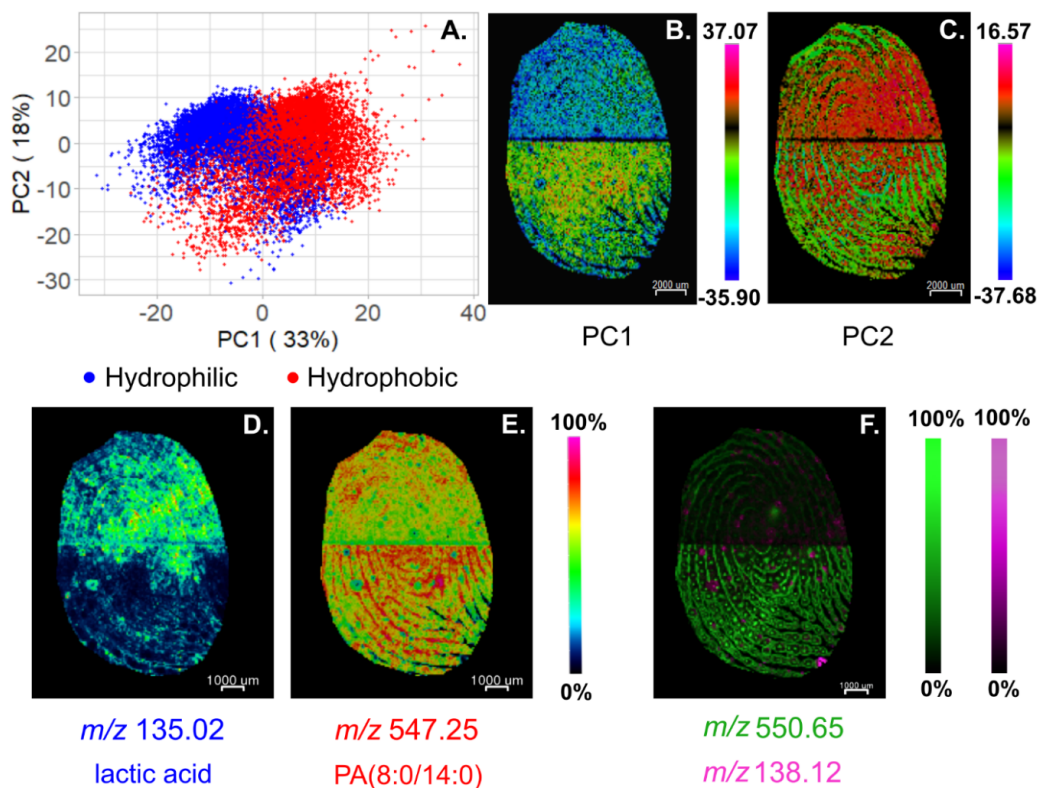 A.
B.
C.
20
10
0
-10
-20
-30
PC2 ( 18%)
-20
0
20
40
PC1 ( 33%)
37.07
-35.90
2000 um
PC1
16.57
-37.68
2000 um
PC2
Hydrophilic
Hydrophobic
D.
1000 um
m/z 135.02
lactic acid
E.
1000 um
m/z 547.25
PA(8:0/14:0)
100%
0%
F.
1000 um
m/z 550.65
m/z 138.12
100%
100%
0%
0%